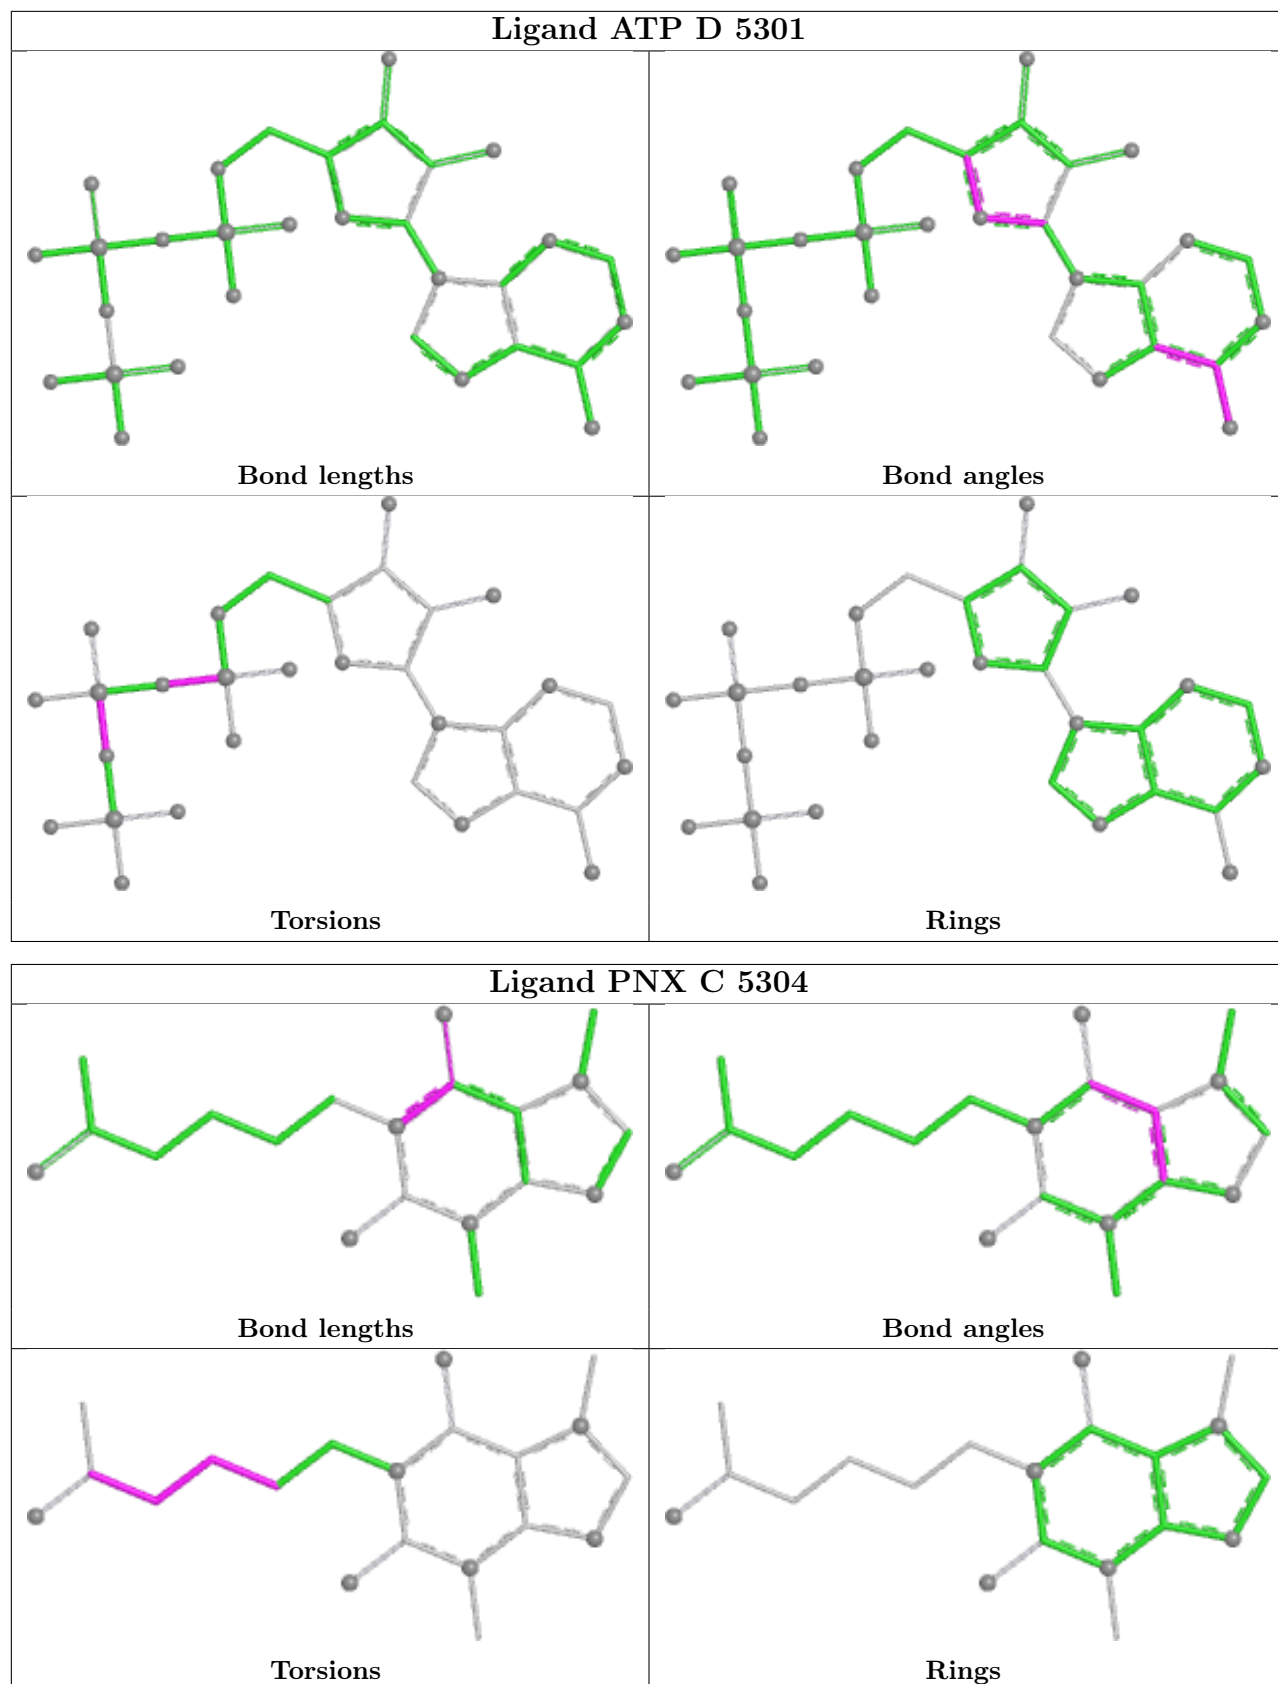 Ligand ATP D 5301
Bond lengths
Bond angles
Torsions
Rings
Ligand PNX C 5304
Bond lengths
Bond angles
Torsions
Rings